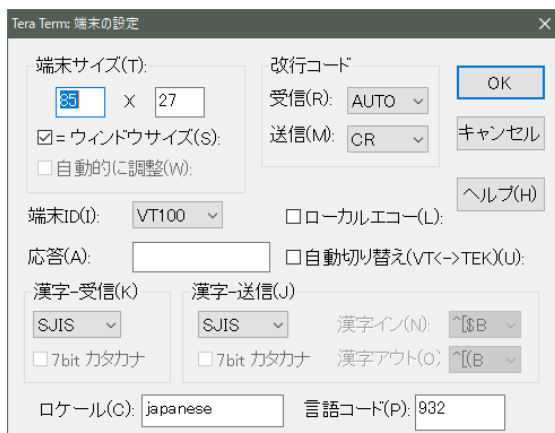 Tera Term: 端末の設定
端末サイズ(T):
85 X 27
☑= ウィンドウサイズ(S):
□自動的に調整(W):
改行コード
受信(R): AUTO
送信(M): CR
OK
キャンセル
ヘルプ(H)
端末ID(I): VT100
□ローカルエコー(L):
応答(A):
□自動切り替え(VT<->TEK)(U):
漢字-受信(K)
SJIS
□7bit カタカナ
漢字-送信(J)
SJIS
□7bit カタカナ
漢字イン(N): ^[$B
漢字アウト(O) ^[(B
ロケール(C): japanese
言語コード(P): 932